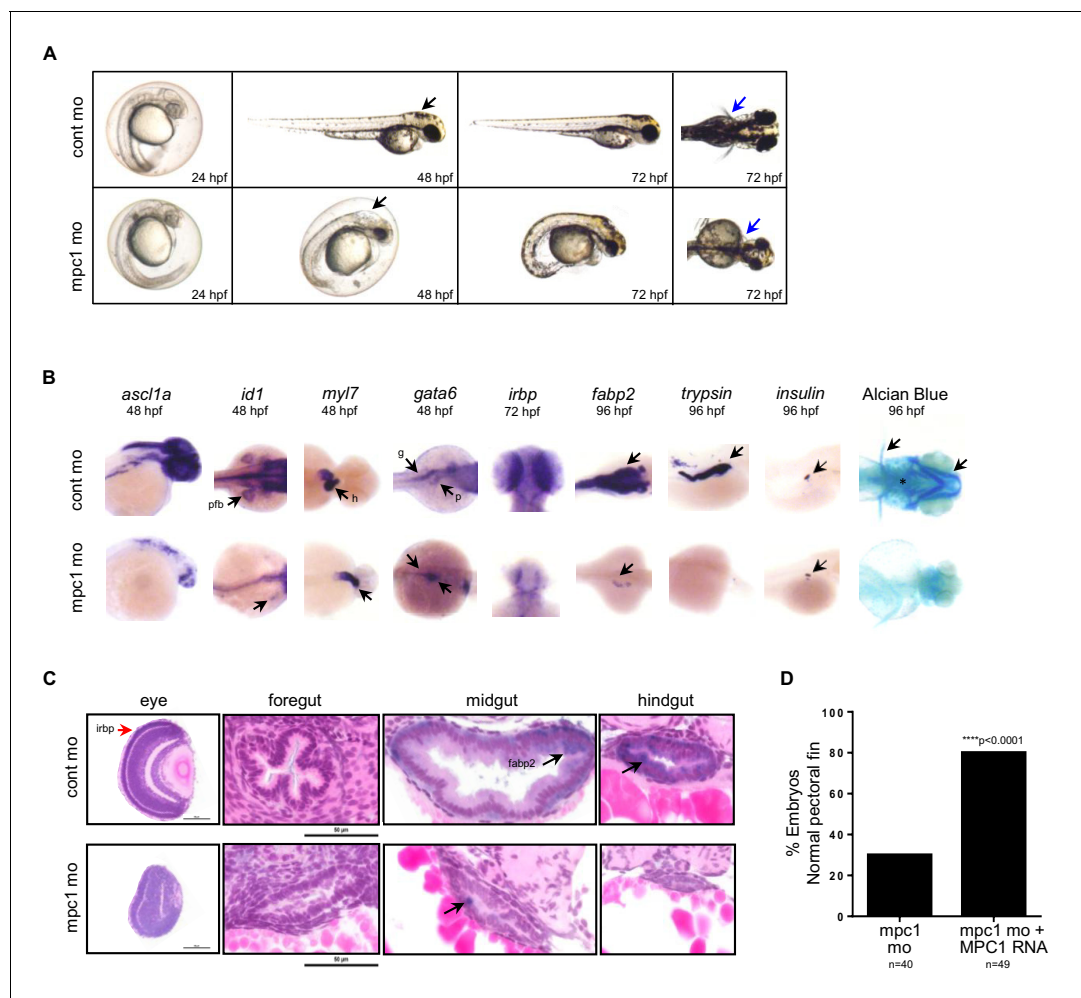 A
cont mo
24 hpf
48 hpf
72 hpf
72 hpf
mpc1 mo
24 hpf
48 hpf
72 hpf
72 hpf
B
ascl1a id1 myl7 gata6 irbp fabp2 trypsin insulin Alcian Blue
48 hpf 48 hpf 48 hpf 48 hpf 72 hpf 96 hpf 96 hpf 96 hpf 96 hpf
cont mo
pfb
h
g
p
*
mpc1 mo
C
eye foregut midgut hindgut
cont mo
irbp
fabp2
50 µm
mpc1 mo
50 µm
D
% Embryos
Normal pectoral fin
100
80
60
40
20
0
****p<0.0001
mpc1
mo
n=40
mpc1 mo +
MPC1 RNA
n=49